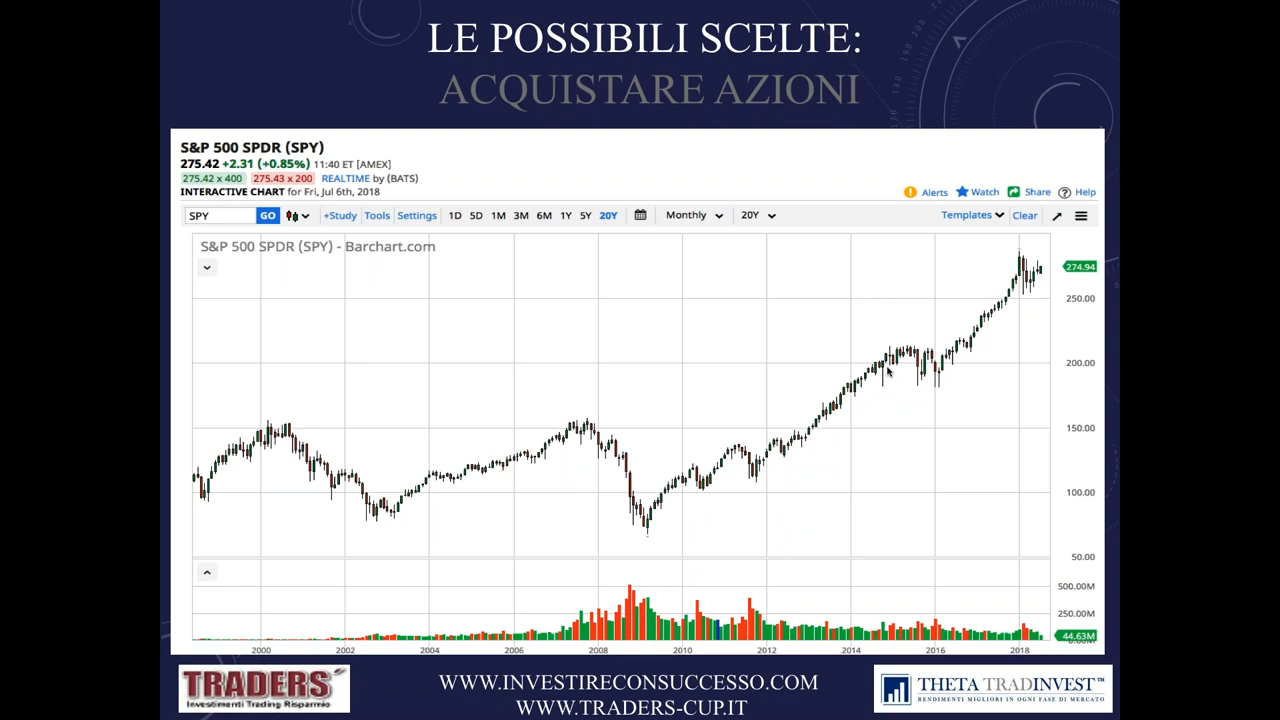 LE POSSIBILI SCELTE:
ACQUISTARE AZIONI
S&P 500 SPDR (SPY)
275.42 +2.31 (+0.85%) 11:40 ET [AMEX]
275.42 x 400 275.43 x 200 REALTIME by (BATS)
INTERACTIVE CHART for Fri, Jul 6th, 2018
Alerts Watch Share Help
SPY GO +Study Tools Settings 1D 5D 1M 3M 6M 1Y 5Y 20Y Monthly 20Y Templates Clear
S&P 500 SPDR (SPY) - Barchart.com
274.94
250.00
200.00
150.00
100.00
50.00
500.00M
250.00M
44.63M
2000 2002 2004 2006 2008 2010 2012 2014 2016 2018
TRADERS'
Investimenti Trading Risparmio
WWW.INVESTIRECONSUCCESSO.COM
WWW.TRADERS-CUP.IT
THETA TRADINVEST™
RENDIMENTI MIGLIORI IN OGNI FASE DI MERCATO